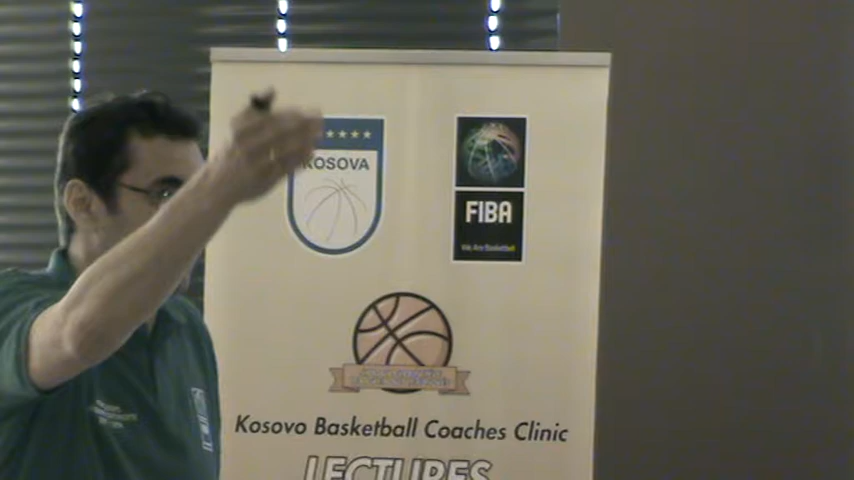 KOSOVA
FIBA
We Are Basketball
Kosovo Basketball Coaches Clinic
LECTURES